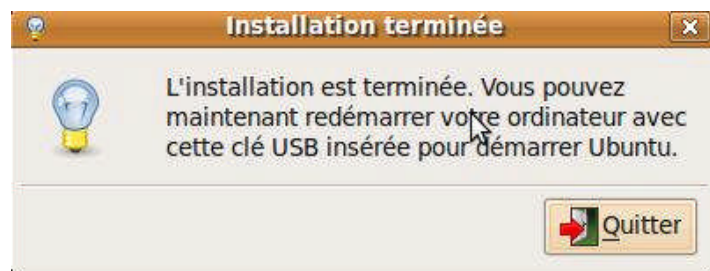 Installation terminée
L'installation est terminée. Vous pouvez
maintenant redémarrer votre ordinateur avec
cette clé USB insérée pour démarrer Ubuntu.
Quitter